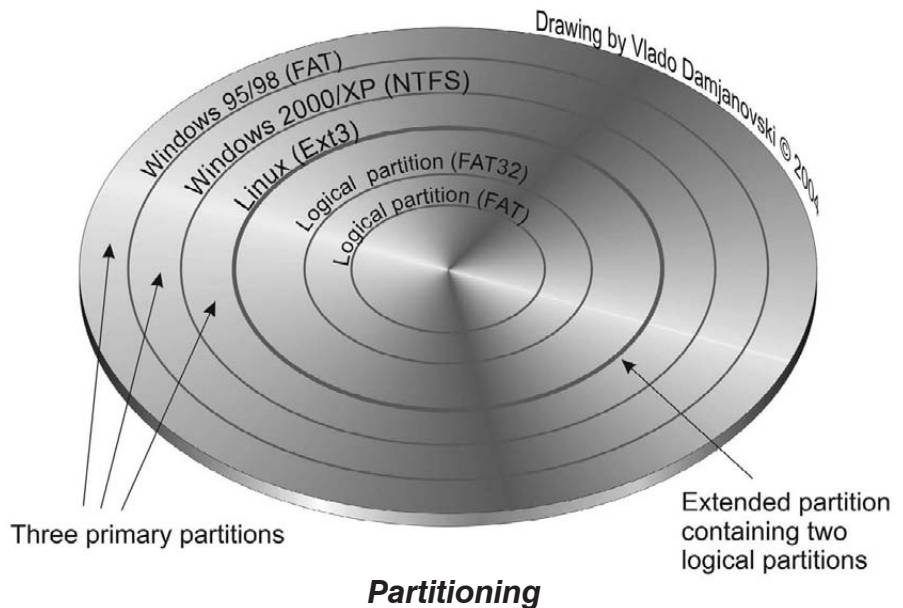 Drawing by Vlado Damjanovski © 2004
Windows 95/98 (FAT)
Windows 2000/XP (NTFS)
Linux (Ext3)
Logical partition (FAT32)
Logical partition (FAT)
Three primary partitions
Extended partition
containing two
logical partitions
Partitioning